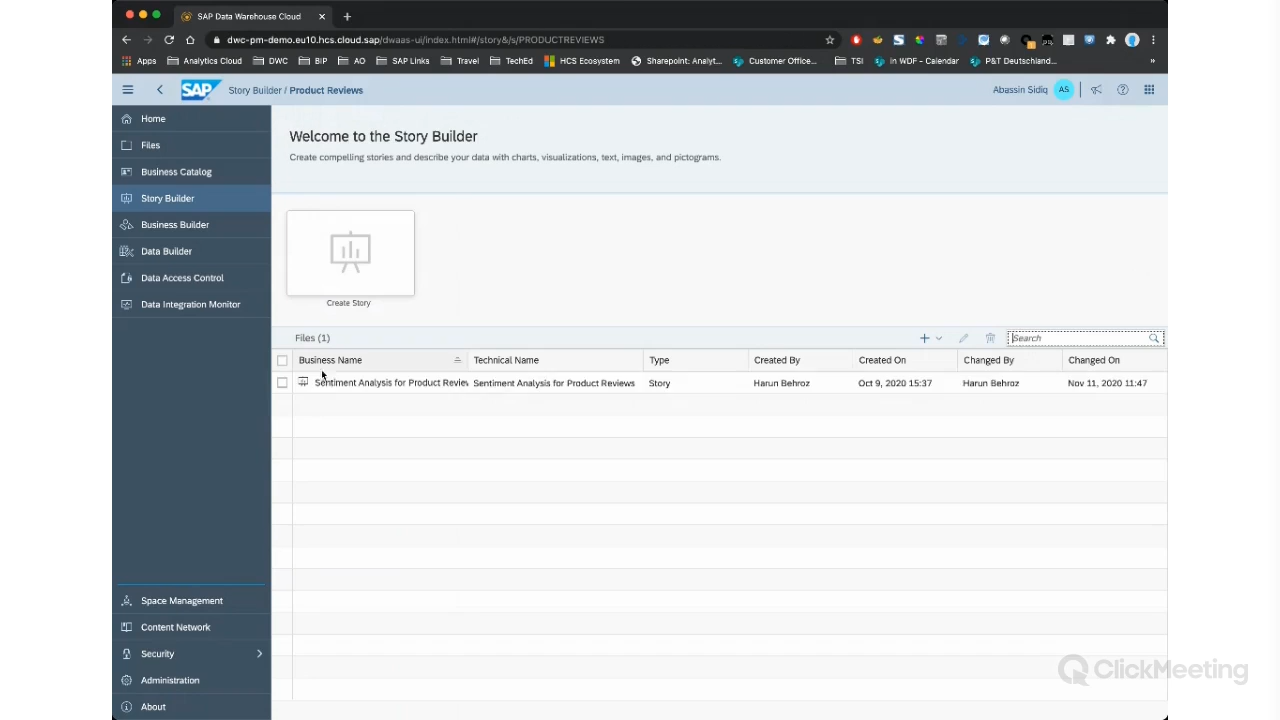 SAP Data Warehouse Cloud
dwc-pm-demo.eu10.hcs.cloud.sap/dwaas-ui/index.html#/story&/s/PRODUCTREVIEWS
Apps Analytics Cloud DWC BIP AO SAP Links Travel TechEd HCS Ecosystem Sharepoint: Analyt... Customer Office... TSI in WDF - Calendar P&T Deutschland... »
SAP Story Builder / Product Reviews Abassin Sidiq AS
Home
Files
Business Catalog
Story Builder
Business Builder
Data Builder
Data Access Control
Data Integration Monitor
Space Management
Content Network
Security
Administration
About
Welcome to the Story Builder
Create compelling stories and describe your data with charts, visualizations, text, images, and pictograms.
Create Story
Files (1) Search
Business Name Technical Name Type Created By Created On Changed By Changed On
Sentiment Analysis for Product Review Sentiment Analysis for Product Reviews Story Harun Behroz Oct 9, 2020 15:37 Harun Behroz Nov 11, 2020 11:47
ClickMeeting